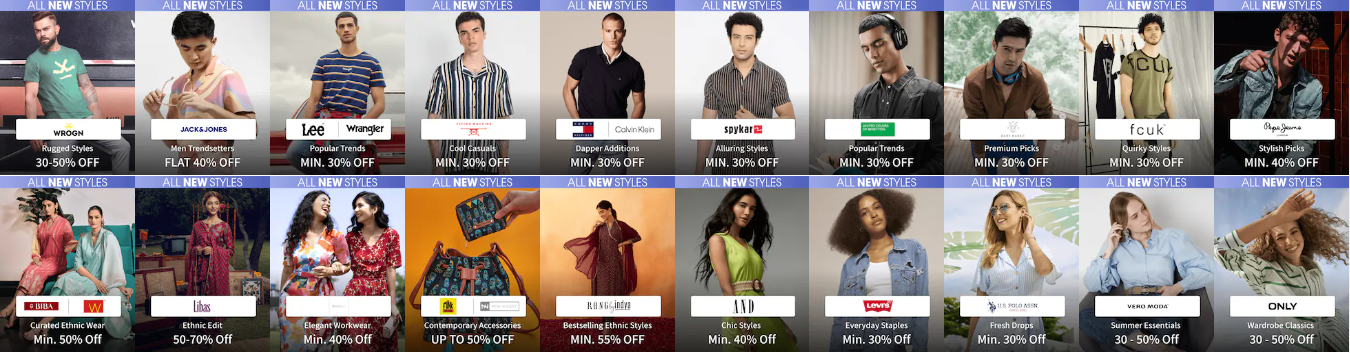 ALL NEW STYLES
WROGN
Rugged Styles
30-50% OFF
ALL NEW STYLES
JACK&JONES
Men Trendsetters
FLAT 40% OFF
ALL NEW STYLES
Lee Wrangler
Popular Trends
MIN. 30% OFF
ALL NEW STYLES
FLYING MACHINE
Cool Casuals
MIN. 30% OFF
ALL NEW STYLES
Calvin Klein
Dapper Additions
MIN. 30% OFF
ALL NEW STYLES
spykar
Alluring Styles
MIN. 30% OFF
ALL NEW STYLES
UNITED COLORS
OF BENETTON
Popular Trends
MIN. 30% OFF
ALL NEW STYLES
Premium Picks
MIN. 30% OFF
ALL NEW STYLES
fcuk
Quirky Styles
MIN. 30% OFF
ALL NEW STYLES
Pepe Jeans
LONDON
Stylish Picks
MIN. 40% OFF
ALL NEW STYLES
BIBA W
Curated Ethnic Wear
Min. 50% Off
ALL NEW STYLES
Libas
Ethnic Edit
50-70% Off
ALL NEW STYLES
Elegant Workwear
Min. 40% Off
ALL NEW STYLES
Contemporary Accessories
UP TO 50% OFF
ALL NEW STYLES
RANGgindya
Bestselling Ethnic Styles
MIN. 55% OFF
ALL NEW STYLES
AND
Chic Styles
Min. 40% Off
ALL NEW STYLES
Levi's
Everyday Staples
Min. 30% Off
ALL NEW STYLES
U.S. POLO ASSN.
Fresh Drops
Min. 30% Off
ALL NEW STYLES
VERO MODA
Summer Essentials
30 - 50% Off
ALL NEW STYLES
ONLY
Wardrobe Classics
30 - 50% Off